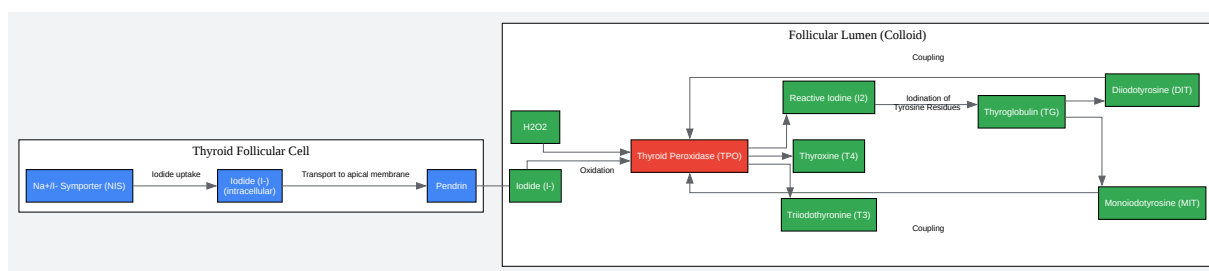 Follicular Lumen (Colloid)
Coupling
Diiodotyrosine (DIT)
Reactive Iodine (I2)
Iodination of
Tyrosine Residues
Thyroglobulin (TG)
H2O2
Thyroid Follicular Cell
Thyroid Peroxidase (TPO)
Thyroxine (T4)
Oxidation
Na+/I- Symporter (NIS)
Iodide uptake
Iodide (I-)
(intracellular)
Transport to apical membrane
Pendrin
Iodide (I-)
Triiodothyronine (T3)
Monoiodotyrosine (MIT)
Coupling